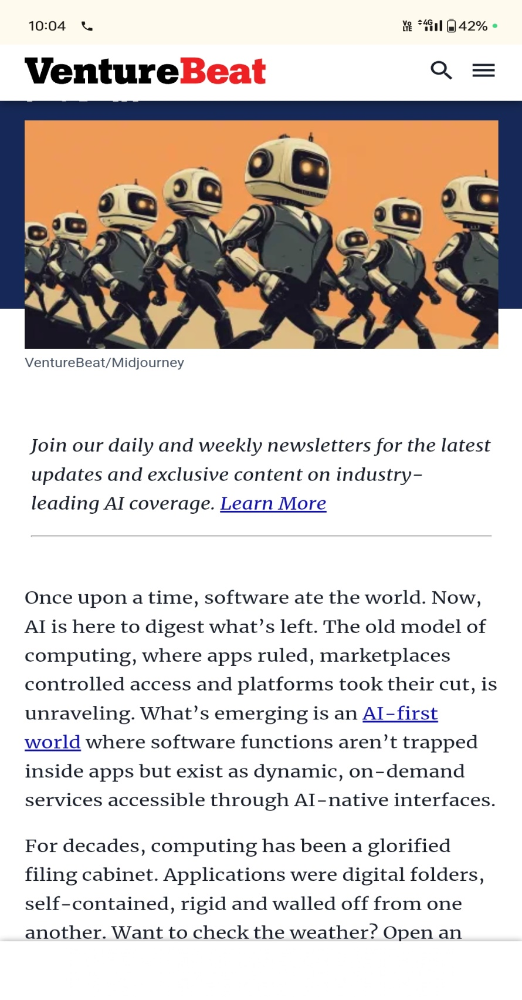 10:04
Vo LTE 4G 42%
VentureBeat
VentureBeat/Midjourney
Join our daily and weekly newsletters for the latest
updates and exclusive content on industry-
leading AI coverage. Learn More
Once upon a time, software ate the world. Now,
AI is here to digest what’s left. The old model of
computing, where apps ruled, marketplaces
controlled access and platforms took their cut, is
unraveling. What’s emerging is an AI-first
world where software functions aren’t trapped
inside apps but exist as dynamic, on-demand
services accessible through AI-native interfaces.
For decades, computing has been a glorified
filing cabinet. Applications were digital folders,
self-contained, rigid and walled off from one
another. Want to check the weather? Open an